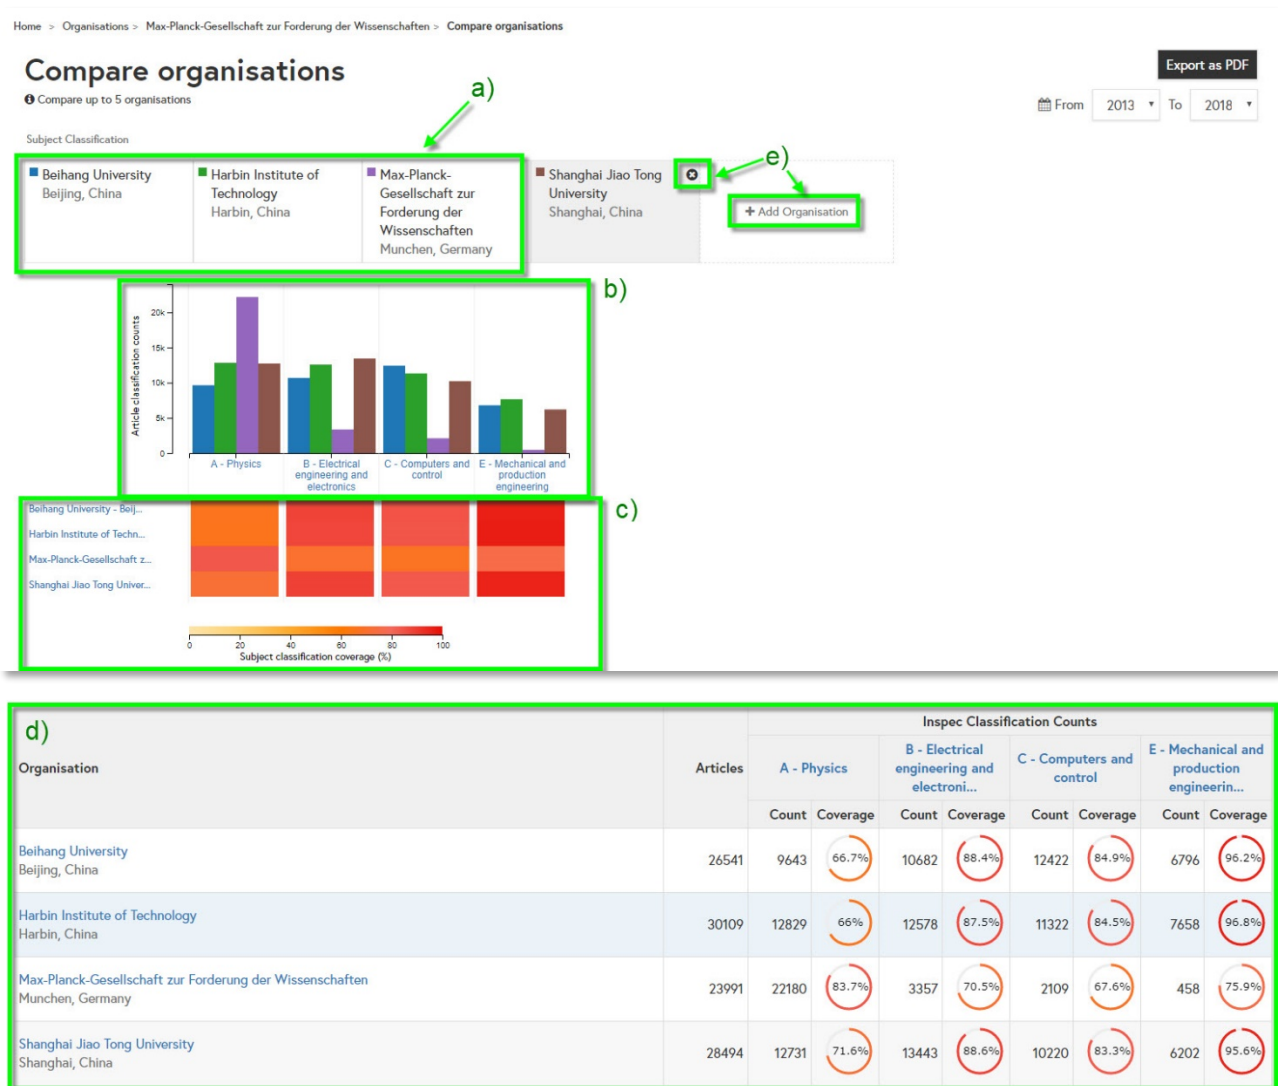 Home > Organisations > Max-Planck-Gesellschaft zur Forderung der Wissenschaften > Compare organisations
Compare organisations
Export as PDF
Compare up to 5 organisations
From 2013 To 2018
a)
Subject Classification
e)
Beihang University
Beijing, China
Harbin Institute of
Technology
Harbin, China
Max-Planck-
Gesellschaft zur
Forderung der
Wissenschaften
Munchen, Germany
Shanghai Jiao Tong
University
Shanghai, China
+ Add Organisation
b)
Article classification counts
20k
15k
10k
5k
0
A - Physics
B - Electrical
engineering and
electronics
C - Computers and
control
E - Mechanical and
production
engineering
c)
Beihang University - Beij...
Harbin Institute of Techn...
Max-Planck-Gesellschaft z...
Shanghai Jiao Tong Univer...
0 20 40 60 80 100
Subject classification coverage (%)
d)
Organisation
Articles
Inspec Classification Counts
A - Physics
B - Electrical
engineering and
electroni...
C - Computers and
control
E - Mechanical and
production
engineerin...
Count Coverage Count Coverage Count Coverage Count Coverage
Beihang University
Beijing, China
26541 9643 66.7% 10682 88.4% 12422 84.9% 6796 96.2%
Harbin Institute of Technology
Harbin, China
30109 12829 66% 12578 87.5% 11322 84.5% 7658 96.8%
Max-Planck-Gesellschaft zur Forderung der Wissenschaften
Munchen, Germany
23991 22180 83.7% 3357 70.5% 2109 67.6% 458 75.9%
Shanghai Jiao Tong University
Shanghai, China
28494 12731 71.6% 13443 88.6% 10220 83.3% 6202 95.6%